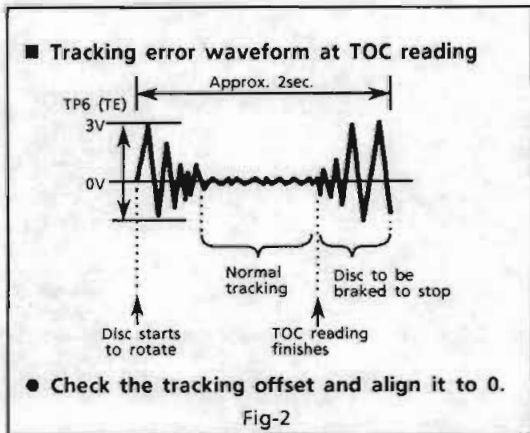 ■ Tracking error waveform at TOC reading
Approx. 2sec.
TP6 (TE)
3V
0V
Normal
tracking
Disc to be
braked to stop
Disc starts
to rotate
TOC reading
finishes
● Check the tracking offset and align it to 0.
Fig-2